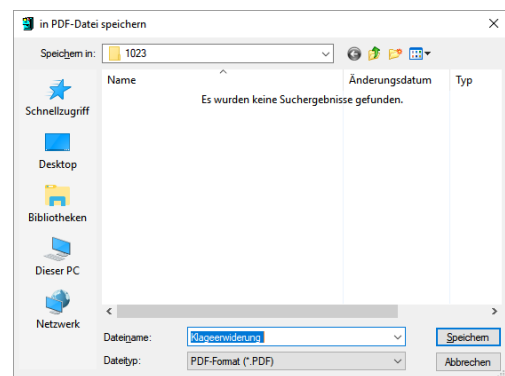 in PDF-Datei speichern
Speichern in: 1023
Name Änderungsdatum Typ
Es wurden keine Suchergebnisse gefunden.
Schnellzugriff
Desktop
Bibliotheken
Dieser PC
Netzwerk
Dateiname: Klageerwiderung Speichern
Dateityp: PDF-Format (*.PDF) Abbrechen